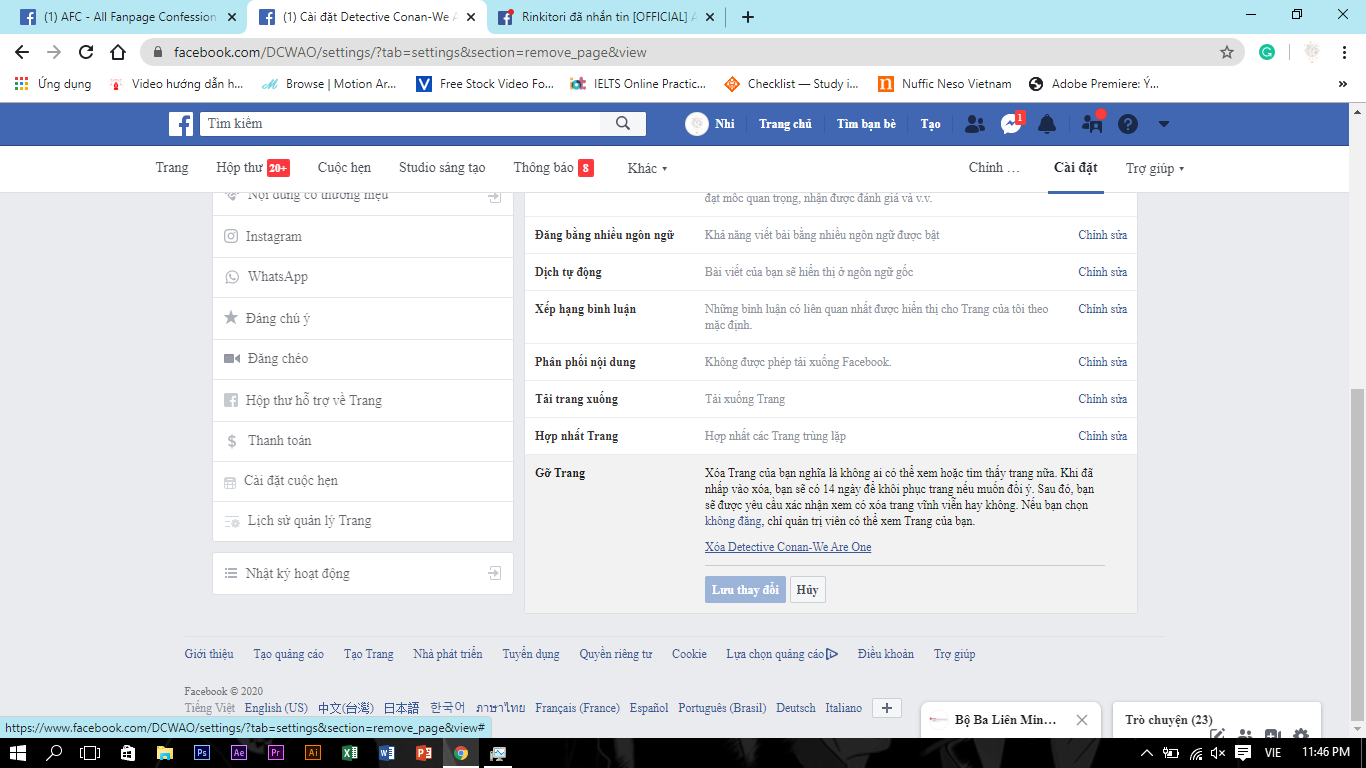 (1) AFC - All Fanpage Confession
(1) Cài đặt Detective Conan-We A
Rinkitori đã nhắn tin [OFFICIAL] A
facebook.com/DCWAO/settings/?tab=settings&section=remove_page&view
Ứng dụng
Video hướng dẫn h...
Browse | Motion Ar...
Free Stock Video Fo...
IELTS Online Practic...
Checklist — Study i...
Nuffic Neso Vietnam
Adobe Premiere: Ý...
»
Tìm kiếm
Nhi
Trang chủ
Tìm bạn bè
Tạo
1
Trang
Hộp thư 20+
Cuộc hẹn
Studio sáng tạo
Thông báo 8
Khác
Chỉnh …
Cài đặt
Trợ giúp
Nội dung có thương hiệu
Instagram
WhatsApp
Đáng chú ý
Đăng chéo
Hộp thư hỗ trợ về Trang
Thanh toán
Cài đặt cuộc hẹn
Lịch sử quản lý Trang
Nhật ký hoạt động
đạt mốc quan trọng, nhận được đánh giá và v.v.
Đăng bằng nhiều ngôn ngữ
Khả năng viết bài bằng nhiều ngôn ngữ được bật
Chỉnh sửa
Dịch tự động
Bài viết của bạn sẽ hiển thị ở ngôn ngữ gốc
Chỉnh sửa
Xếp hạng bình luận
Những bình luận có liên quan nhất được hiển thị cho Trang của tôi theo
mặc định.
Chỉnh sửa
Phân phối nội dung
Không được phép tải xuống Facebook.
Chỉnh sửa
Tải trang xuống
Tải xuống Trang
Chỉnh sửa
Hợp nhất Trang
Hợp nhất các Trang trùng lặp
Chỉnh sửa
Gỡ Trang
Xóa Trang của bạn nghĩa là không ai có thể xem hoặc tìm thấy trang nữa. Khi đã
nhấp vào xóa, bạn sẽ có 14 ngày để khôi phục trang nếu muốn đổi ý. Sau đó, bạn
sẽ được yêu cầu xác nhận xem có xóa trang vĩnh viễn hay không. Nếu bạn chọn
không đăng, chỉ quản trị viên có thể xem Trang của bạn.
Xóa Detective Conan-We Are One
Lưu thay đổi
Hủy
Giới thiệu
Tạo quảng cáo
Tạo Trang
Nhà phát triển
Tuyển dụng
Quyền riêng tư
Cookie
Lựa chọn quảng cáo
Điều khoản
Trợ giúp
Facebook © 2020
Tiếng Việt
English (US)
中文(台灣)
日本語
한국어
ภาษาไทย
Français (France)
Español
Português (Brasil)
Deutsch
Italiano
https://www.facebook.com/DCWAO/settings/?tab=settings&section=remove_page&view#
Bộ Ba Liên Min…
Trò chuyện (23)
Ps
Ae
Pr
Ai
VIE
11:46 PM